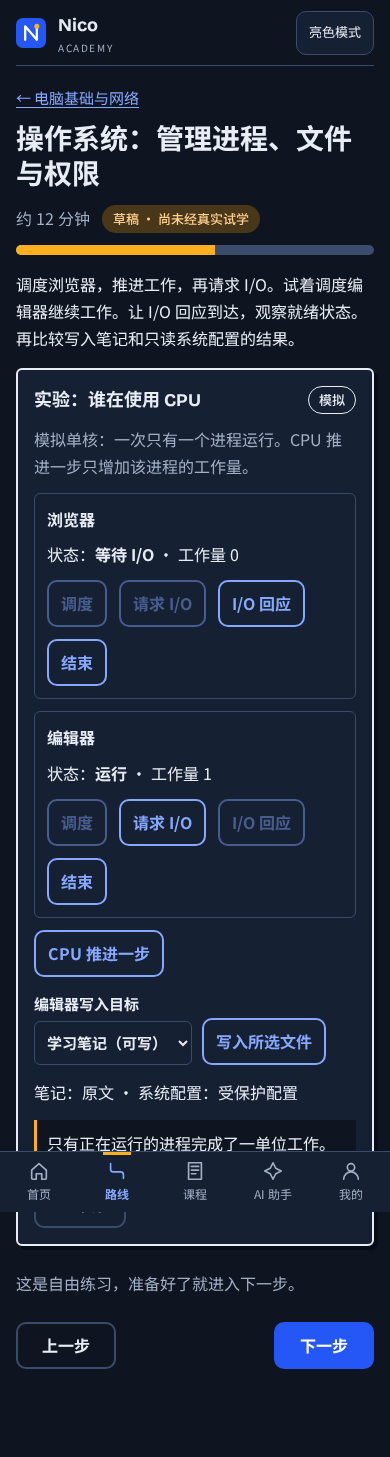 Nico
ACADEMY
亮色模式
← 电脑基础与网络
操作系统：管理进程、文件
与权限
约 12 分钟
草稿 · 尚未经真实试学
调度浏览器，推进工作，再请求 I/O。试着调度编
辑器继续工作。让 I/O 回应到达，观察就绪状态。
再比较写入笔记和只读系统配置的结果。
实验：谁在使用 CPU
模拟
模拟单核：一次只有一个进程运行。CPU 推
进一步只增加该进程的工作量。
浏览器
状态：等待 I/O · 工作量 0
调度
请求 I/O
I/O 回应
结束
编辑器
状态：运行 · 工作量 1
调度
请求 I/O
I/O 回应
结束
CPU 推进一步
编辑器写入目标
学习笔记（可写）
写入所选文件
笔记：原文 · 系统配置：受保护配置
只有正在运行的进程完成了一单位工作。
首页
路线
课程
AI 助手
我的
这是自由练习，准备好了就进入下一步。
上一步
下一步